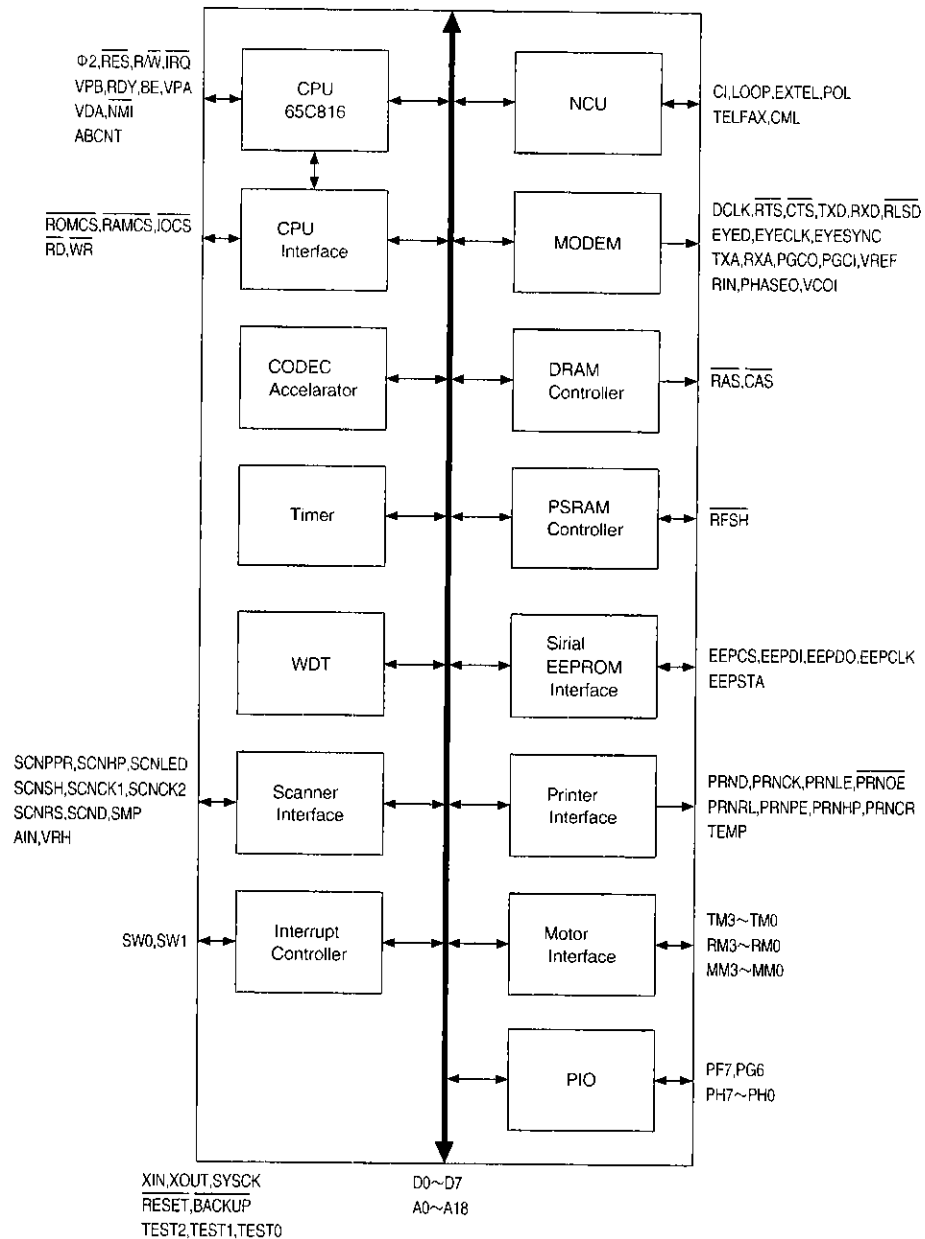 Φ2,RES,R/W,IRQ
VPB,RDY,BE,VPA
VDA,NMI
ABCNT
CPU
65C816
NCU
CI,LOOP,EXTEL,POL
TELFAX,CML
ROMCS,RAMCS,IOCS
RD,WR
CPU
Interface
MODEM
DCLK,RTS,CTS,TXD,RXD,RLSD
EYED,EYECLK,EYESYNC
TXA,RXA,PGCO,PGCI,VREF
RIN,PHASEO,VCOI
CODEC
Accelarator
DRAM
Controller
RAS,CAS
Timer
PSRAM
Controller
RFSH
WDT
Sirial
EEPROM
Interface
EEPCS,EEPDI,EEPDO,EEPCLK
EEPSTA
SCNPPR,SCNHP,SCNLED
SCNSH,SCNCK1,SCNCK2
SCNRS,SCND,SMP
AIN,VRH
Scanner
Interface
Printer
Interface
PRND,PRNCK,PRNLE,PRNOE
PRNRL,PRNPE,PRNHP,PRNCR
TEMP
SW0,SW1
Interrupt
Controller
Motor
Interface
TM3～TM0
RM3～RM0
MM3～MM0
PIO
PF7,PG6
PH7～PH0
XIN,XOUT,SYSCK
RESET,BACKUP
TEST2,TEST1,TEST0
D0～D7
A0～A18